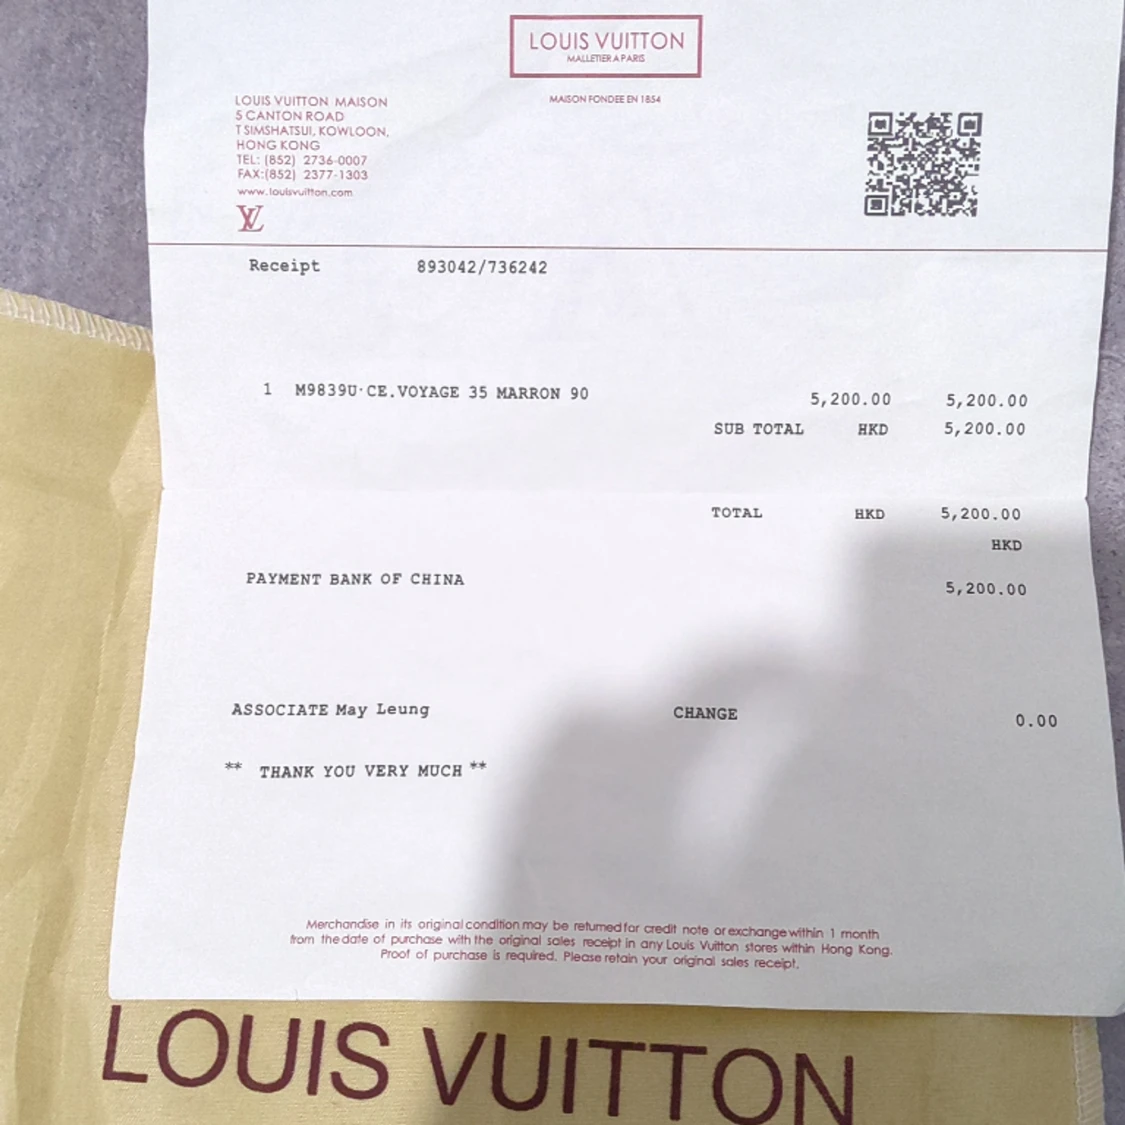 LOUIS VUITTON
MALLETIER A PARIS
MAISON FONDEE EN 1854
LOUIS VUITTON MAISON
5 CANTON ROAD
TSIMSHATSUI, KOWLOON,
HONG KONG
TEL: (852) 2736-0007
FAX:(852) 2377-1303
www.louisvuitton.com
LV
Receipt 893042/736242
1 M9839U·CE.VOYAGE 35 MARRON 90 5,200.00 5,200.00
SUB TOTAL HKD 5,200.00
TOTAL HKD 5,200.00
HKD
PAYMENT BANK OF CHINA 5,200.00
ASSOCIATE May Leung CHANGE 0.00
** THANK YOU VERY MUCH **
Merchandise in its original condition may be returned for credit note or exchange within 1 month
from the date of purchase with the original sales receipt in any Louis Vuitton stores within Hong Kong.
Proof of purchase is required. Please retain your original sales receipt.
LOUIS VUITTON